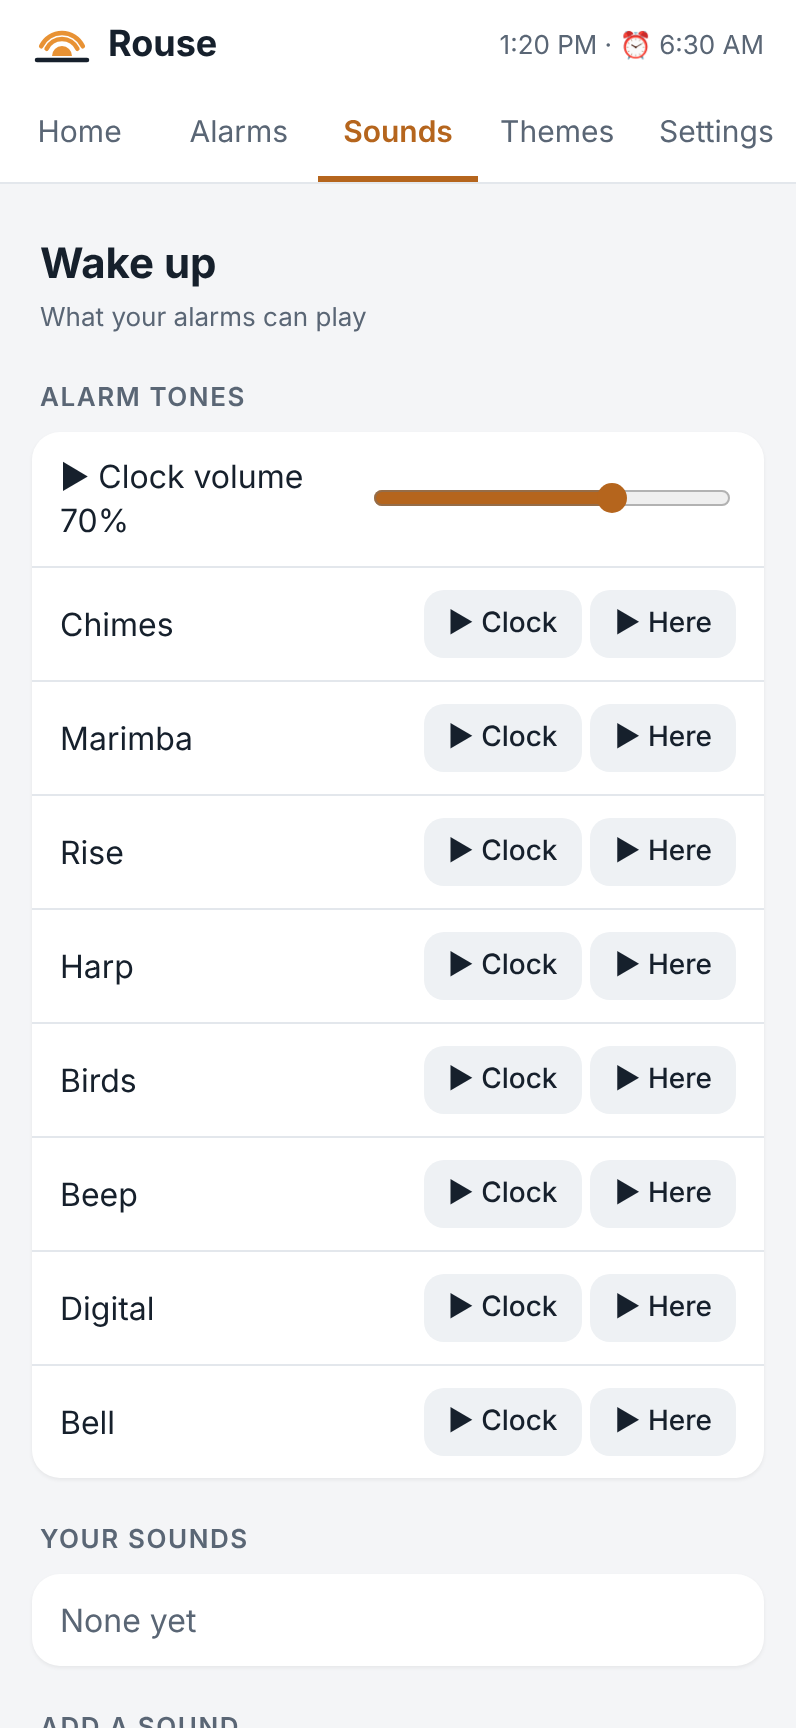 Rouse
1:20 PM · ⏰ 6:30 AM
Home Alarms Sounds Themes Settings
Wake up
What your alarms can play
ALARM TONES
▶ Clock volume
70%
Chimes ▶ Clock ▶ Here
Marimba ▶ Clock ▶ Here
Rise ▶ Clock ▶ Here
Harp ▶ Clock ▶ Here
Birds ▶ Clock ▶ Here
Beep ▶ Clock ▶ Here
Digital ▶ Clock ▶ Here
Bell ▶ Clock ▶ Here
YOUR SOUNDS
None yet
ADD A SOUND